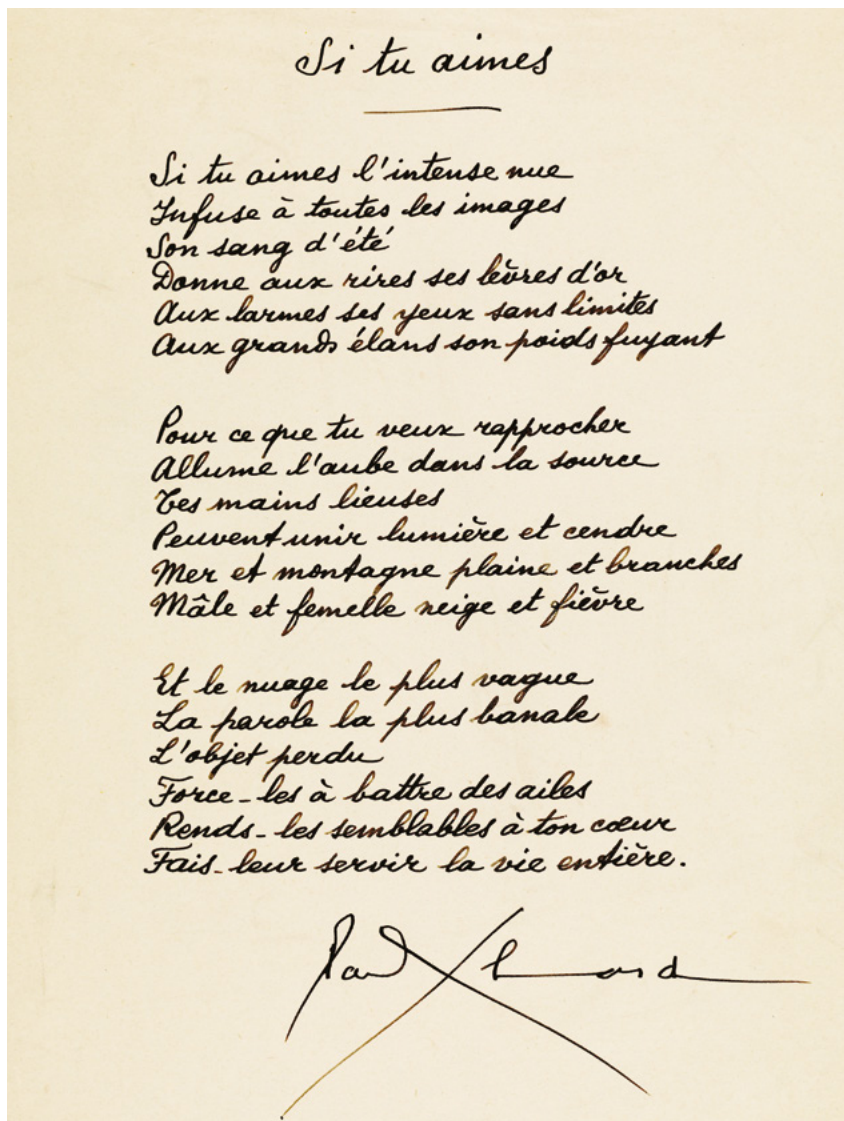 Si tu aimes
Si tu aimes l'intense nue
Infuse à toutes les images
Son sang d'été
Donne aux rires ses lèvres d'or
Aux larmes ses yeux sans limites
Aux grands élans son poids fuyant
Pour ce que tu veux rapprocher
Allume l'aube dans la source
Tes mains lieuses
Peuvent unir lumière et cendre
Mer et montagne plaine et branches
Mâle et femelle neige et fièvre
Et le nuage le plus vague
La parole la plus banale
L'objet perdu
Force-les à battre des ailes
Rends-les semblables à ton cœur
Fais-leur servir la vie entière.
Paul Eluard